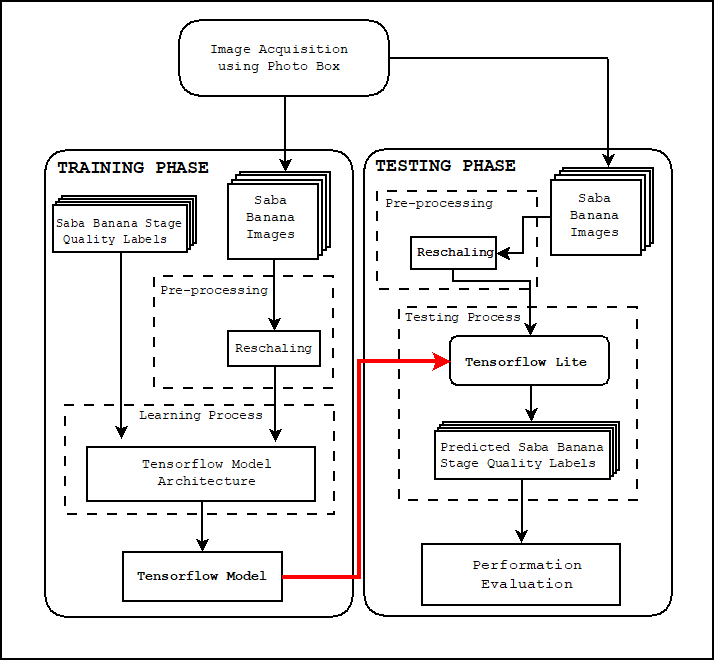 Image Acquisition
using Photo Box
TRAINING PHASE
Saba Banana Stage
Quality Labels
Saba
Banana
Images
Pre-processing
Reschaling
Learning Process
Tensorflow Model
Architecture
Tensorflow Model
TESTING PHASE
Saba
Banana
Images
Pre-processing
Reschaling
Testing Process
Tensorflow Lite
Predicted Saba Banana
Stage Quality Labels
Performation
Evaluation